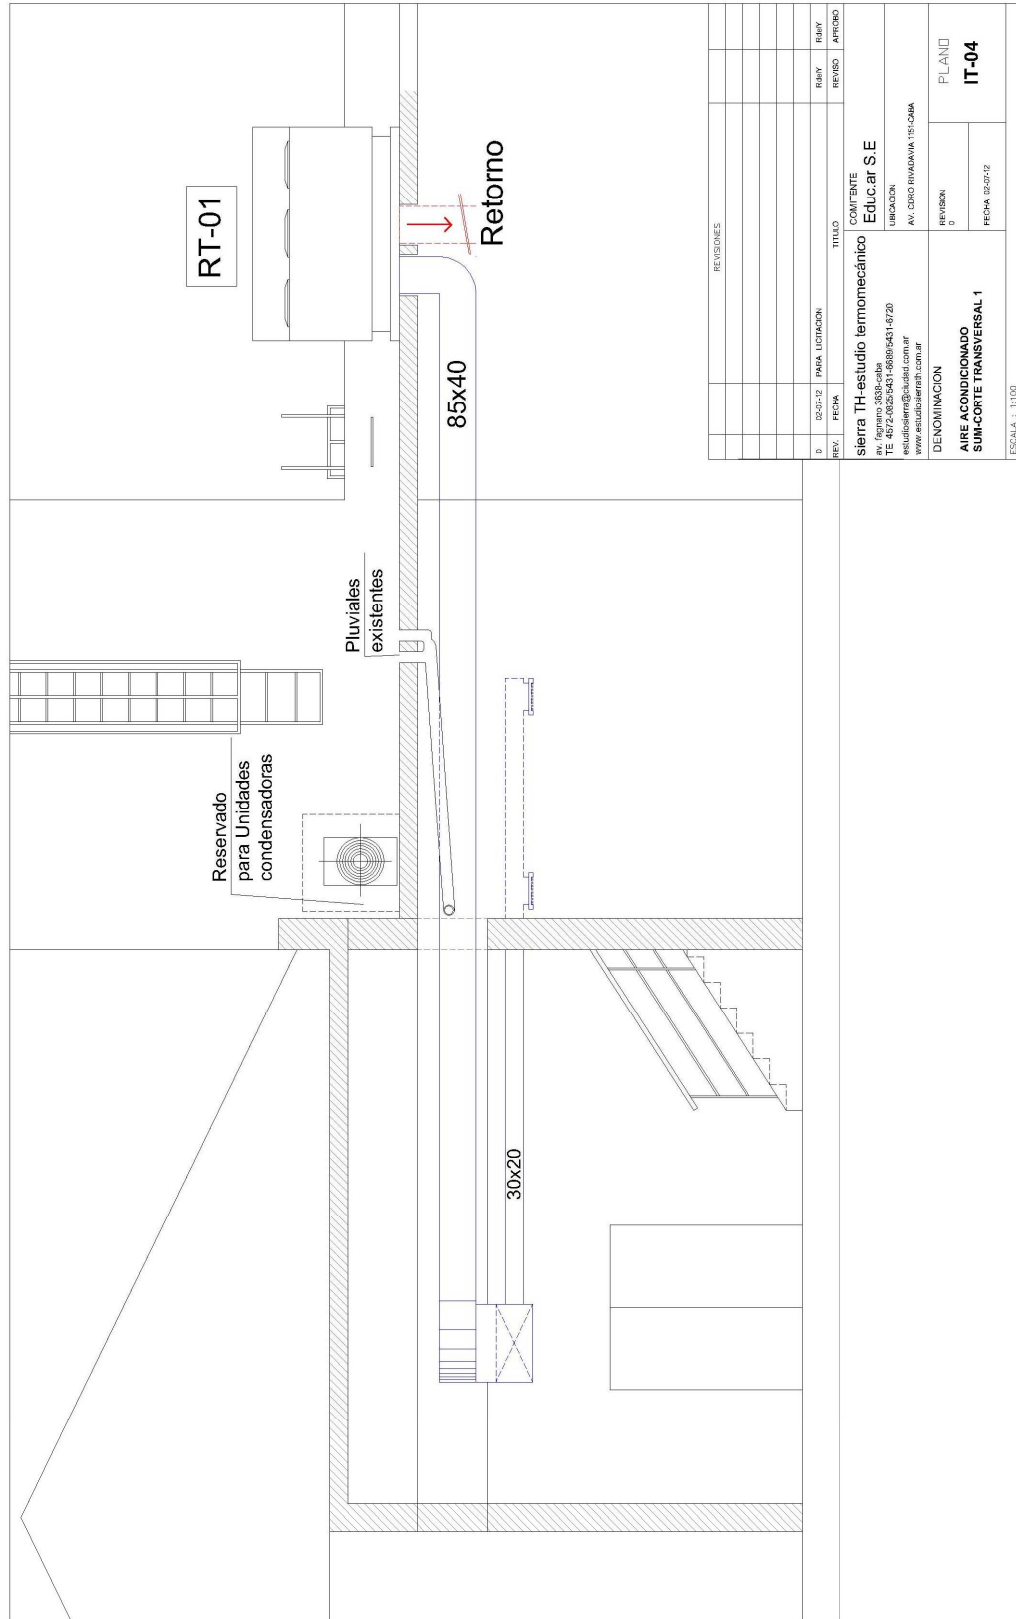 RT-01
Retorno
85x40
Pluviales
existentes
Reservado
para Unidades
condensadoras
30x20
REVISIONES
0 02-07-12 PARA LICITACION RdelY RdelY
REV. FECHA TITULO REVISO APROBO
sierra TH-estudio termomecánico
av. fagnano 3638-caba
TE 4572-0825/5431-6689/5431-6720
estudiosierra@ciudad.com.ar
www.estudiosierrath.com.ar
COMITENTE
Educ.ar S.E
UBICACION
AV. CDRO RIVADAVIA 1151-CABA
DENOMINACION
AIRE ACONDICIONADO
SUM-CORTE TRANSVERSAL 1
REVISION
0
FECHA 02-07-12
PLANO
IT-04
ESCALA : 1:100